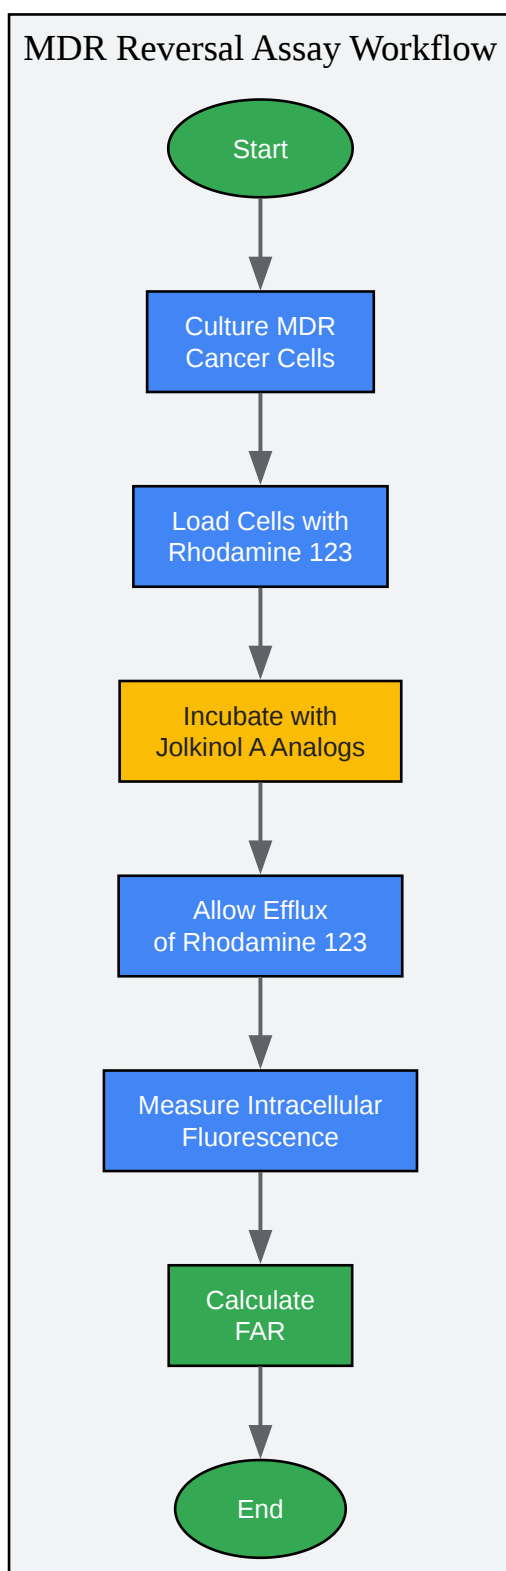 MDR Reversal Assay Workflow
Start
Culture MDR
Cancer Cells
Load Cells with
Rhodamine 123
Incubate with
Jolkinol A Analogs
Allow Efflux
of Rhodamine 123
Measure Intracellular
Fluorescence
Calculate
FAR
End